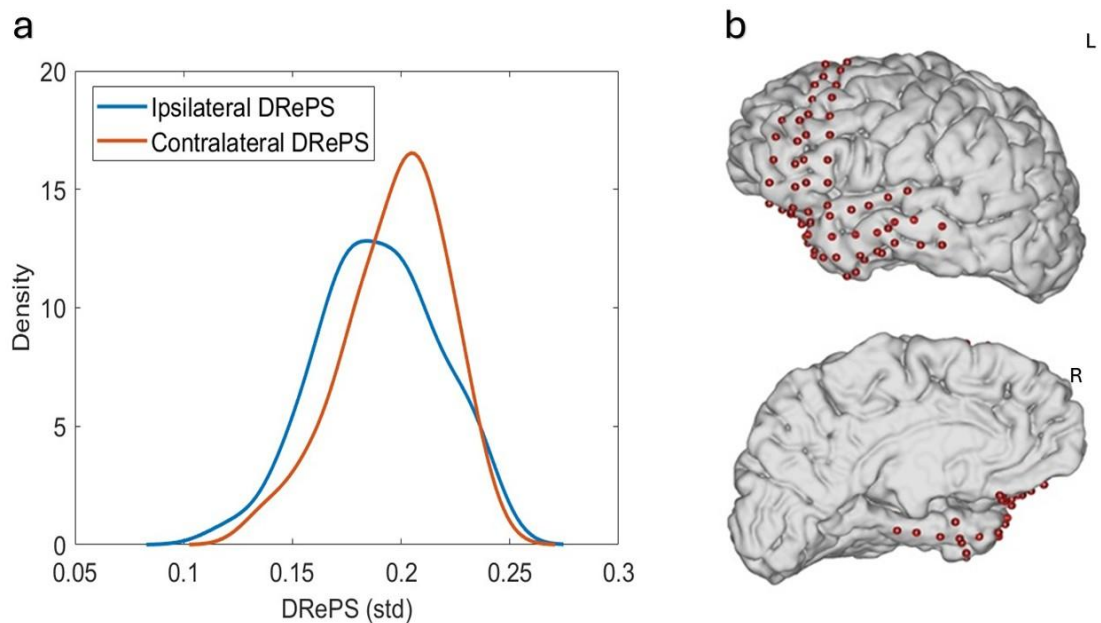 a
20
15
10
5
0
Density
Ipsilateral DRePS
Contralateral DRePS
0.05 0.1 0.15 0.2 0.25 0.3
DRePS (std)
b
L
R